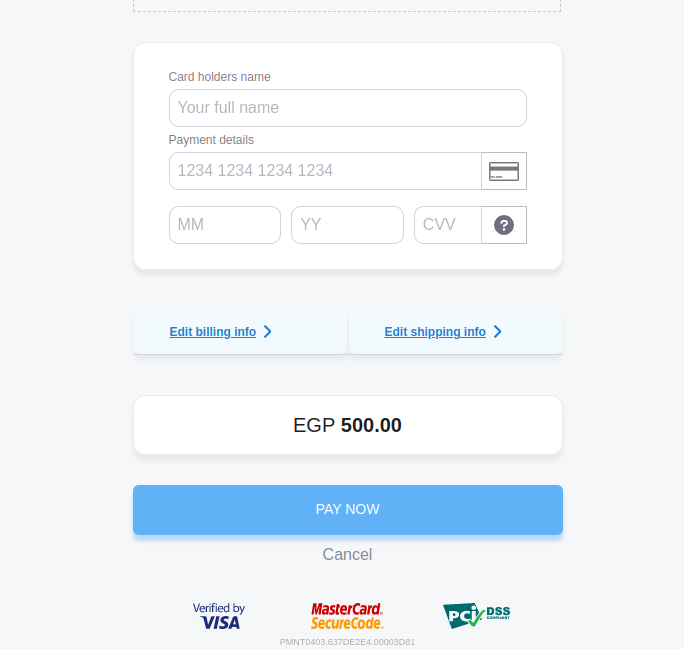 Card holders name
Your full name
Payment details
1234 1234 1234 1234
MM YY CVV ?
Edit billing info Edit shipping info
EGP 500.00
PAY NOW
Cancel
Verified by VISA
MasterCard SecureCode
PCI DSS COMPLIANT
PMNT0403.637DE2E4.00003D81